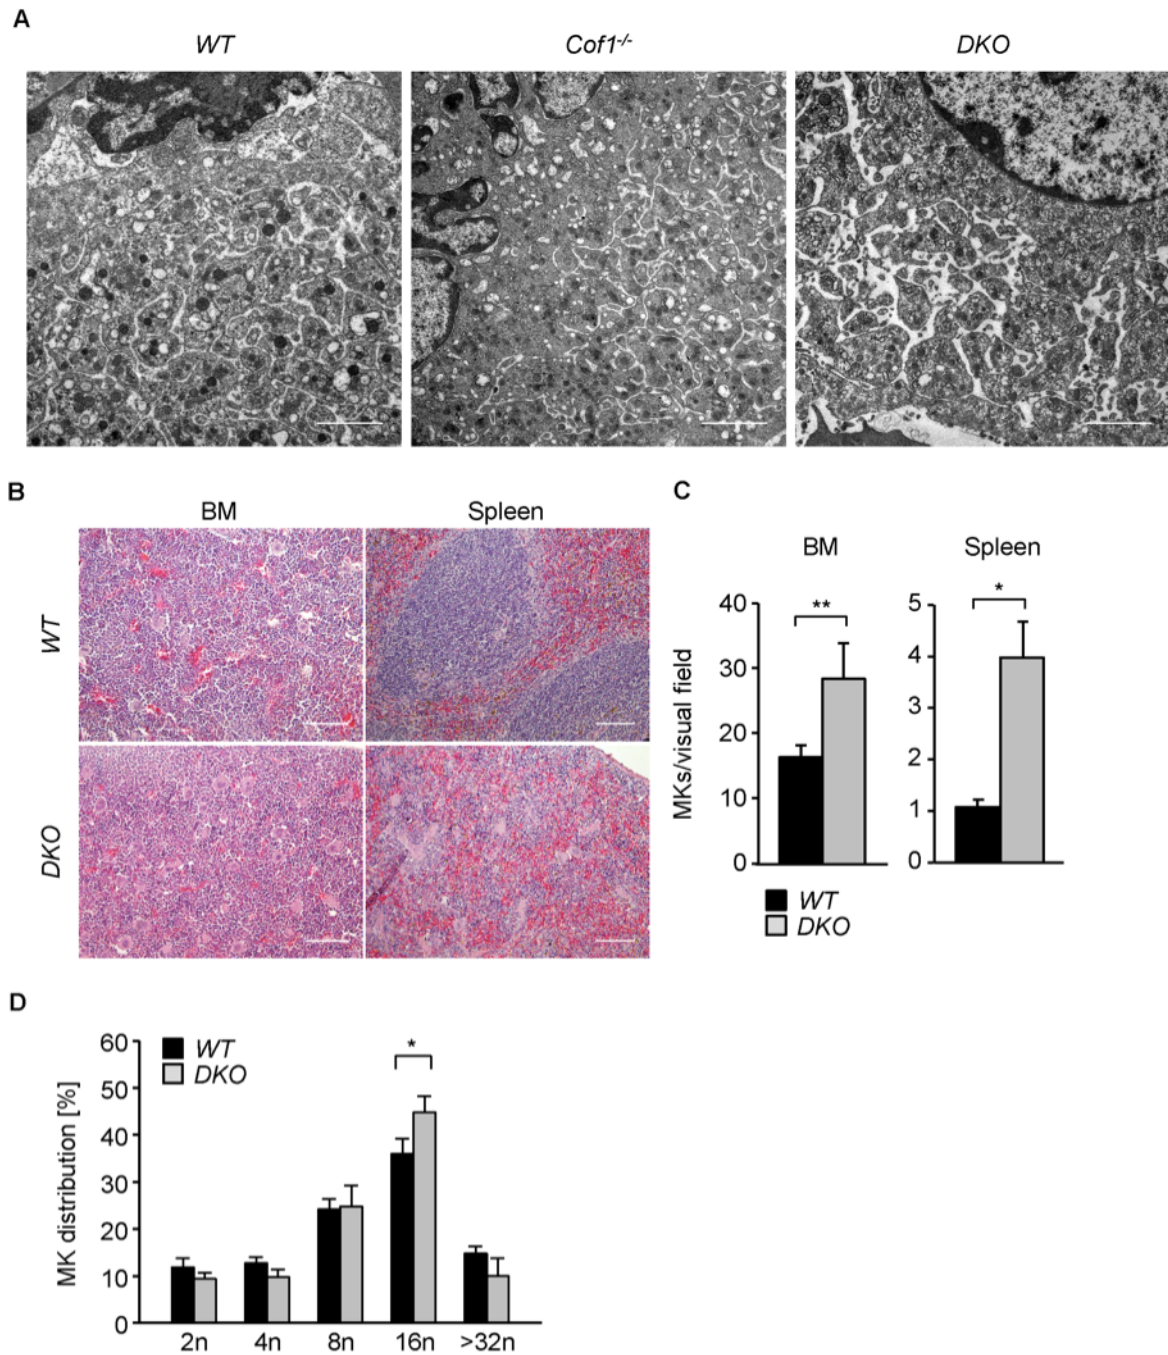 A
WT Cof1-/- DKO
B
BM Spleen
WT
DKO
C
BM Spleen
MKs/visual field
40
30
20
10
0
**
5
4
3
2
1
0
*
WT
DKO
D
MK distribution [%]
60
50
40
30
20
10
0
WT
DKO
*
2n 4n 8n 16n >32n